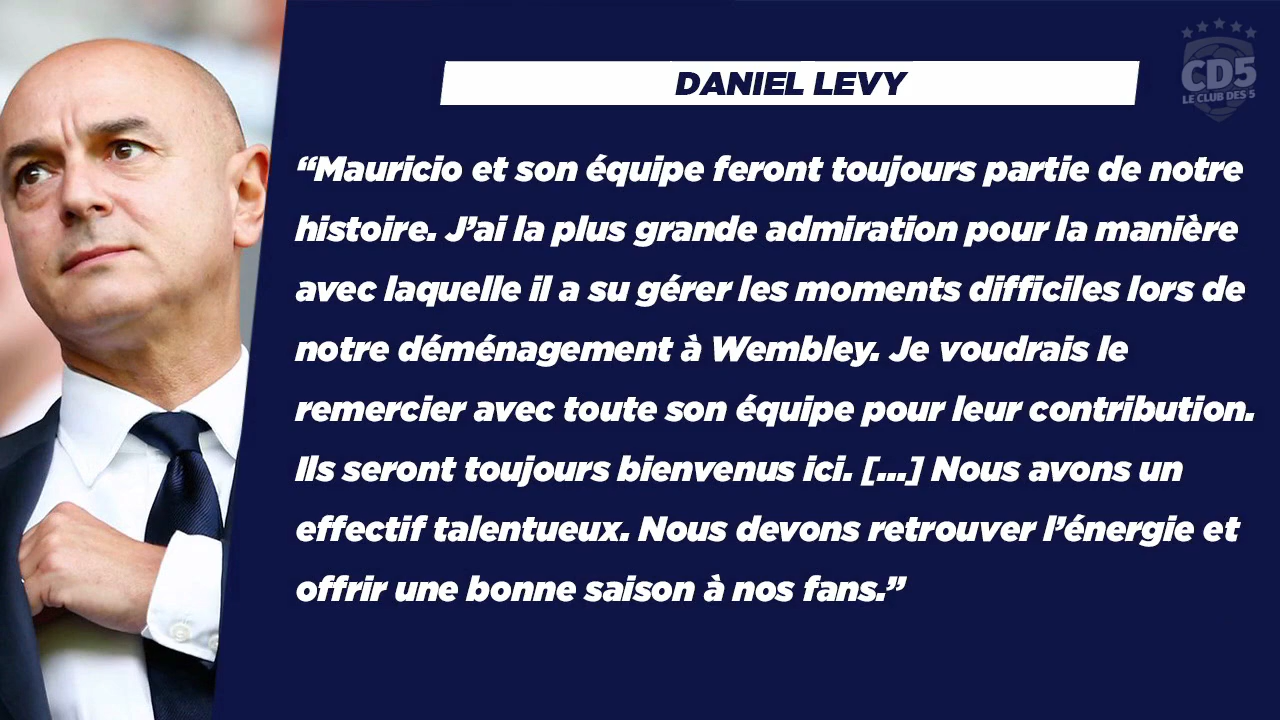 CD5
LE CLUB DES 5
DANIEL LEVY
“Mauricio et son équipe feront toujours partie de notre
histoire. J’ai la plus grande admiration pour la manière
avec laquelle il a su gérer les moments difficiles lors de
notre déménagement à Wembley. Je voudrais le
remercier avec toute son équipe pour leur contribution.
Ils seront toujours bienvenus ici. [...] Nous avons un
effectif talentueux. Nous devons retrouver l’énergie et
offrir une bonne saison à nos fans.”